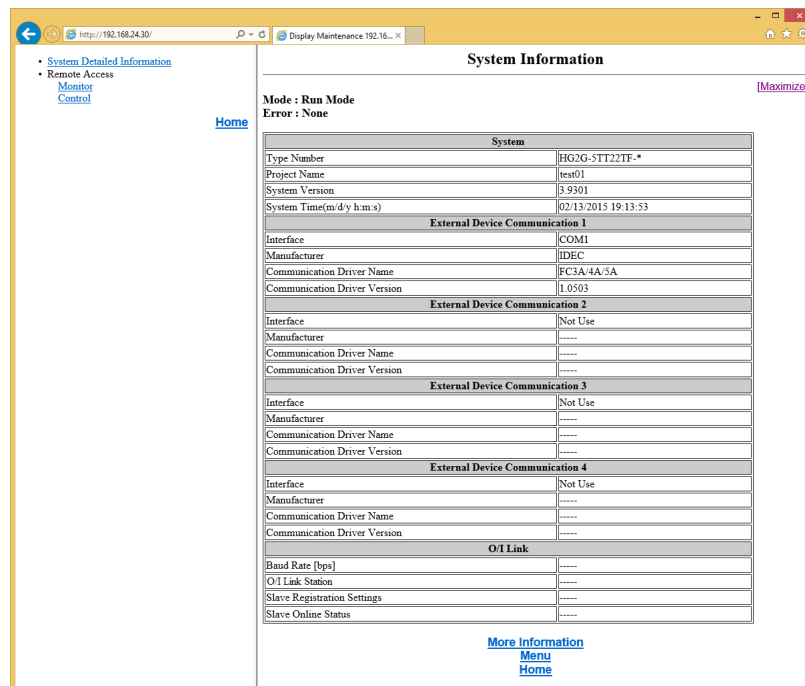 http://192.168.24.30/
Display Maintenance 192.16...
• System Detailed Information
• Remote Access
Monitor
Control
Home
System Information
[Maximize
Mode : Run Mode
Error : None
System
Type Number HG2G-5TT22TF-*
Project Name test01
System Version 3.9301
System Time(m/d/y h:m:s) 02/13/2015 19:13:53
External Device Communication 1
Interface COM1
Manufacturer IDEC
Communication Driver Name FC3A/4A/5A
Communication Driver Version 1.0503
External Device Communication 2
Interface Not Use
Manufacturer -----
Communication Driver Name -----
Communication Driver Version -----
External Device Communication 3
Interface Not Use
Manufacturer -----
Communication Driver Name -----
Communication Driver Version -----
External Device Communication 4
Interface Not Use
Manufacturer -----
Communication Driver Name -----
Communication Driver Version -----
O/I Link
Baud Rate [bps] -----
O/I Link Station -----
Slave Registration Settings -----
Slave Online Status -----
More Information
Menu
Home